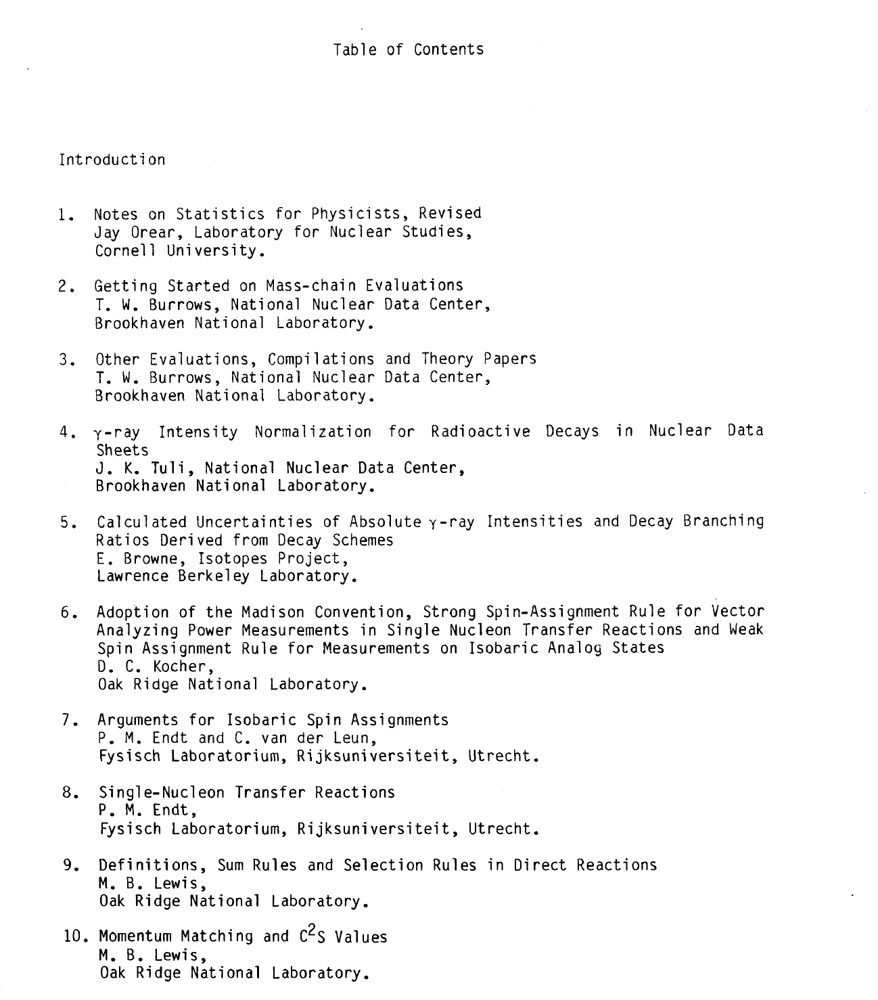 Table of Contents
Introduction
1. Notes on Statistics for Physicists, Revised
Jay Orear, Laboratory for Nuclear Studies,
Cornell University.
2. Getting Started on Mass-chain Evaluations
T. W. Burrows, National Nuclear Data Center,
Brookhaven National Laboratory.
3. Other Evaluations, Compilations and Theory Papers
T. W. Burrows, National Nuclear Data Center,
Brookhaven National Laboratory.
4. γ-ray Intensity Normalization for Radioactive Decays in Nuclear Data
Sheets
J. K. Tuli, National Nuclear Data Center,
Brookhaven National Laboratory.
5. Calculated Uncertainties of Absolute γ-ray Intensities and Decay Branching
Ratios Derived from Decay Schemes
E. Browne, Isotopes Project,
Lawrence Berkeley Laboratory.
6. Adoption of the Madison Convention, Strong Spin-Assignment Rule for Vector
Analyzing Power Measurements in Single Nucleon Transfer Reactions and Weak
Spin Assignment Rule for Measurements on Isobaric Analog States
D. C. Kocher,
Oak Ridge National Laboratory.
7. Arguments for Isobaric Spin Assignments
P. M. Endt and C. van der Leun,
Fysisch Laboratorium, Rijksuniversiteit, Utrecht.
8. Single-Nucleon Transfer Reactions
P. M. Endt,
Fysisch Laboratorium, Rijksuniversiteit, Utrecht.
9. Definitions, Sum Rules and Selection Rules in Direct Reactions
M. B. Lewis,
Oak Ridge National Laboratory.
10. Momentum Matching and C²S Values
M. B. Lewis,
Oak Ridge National Laboratory.